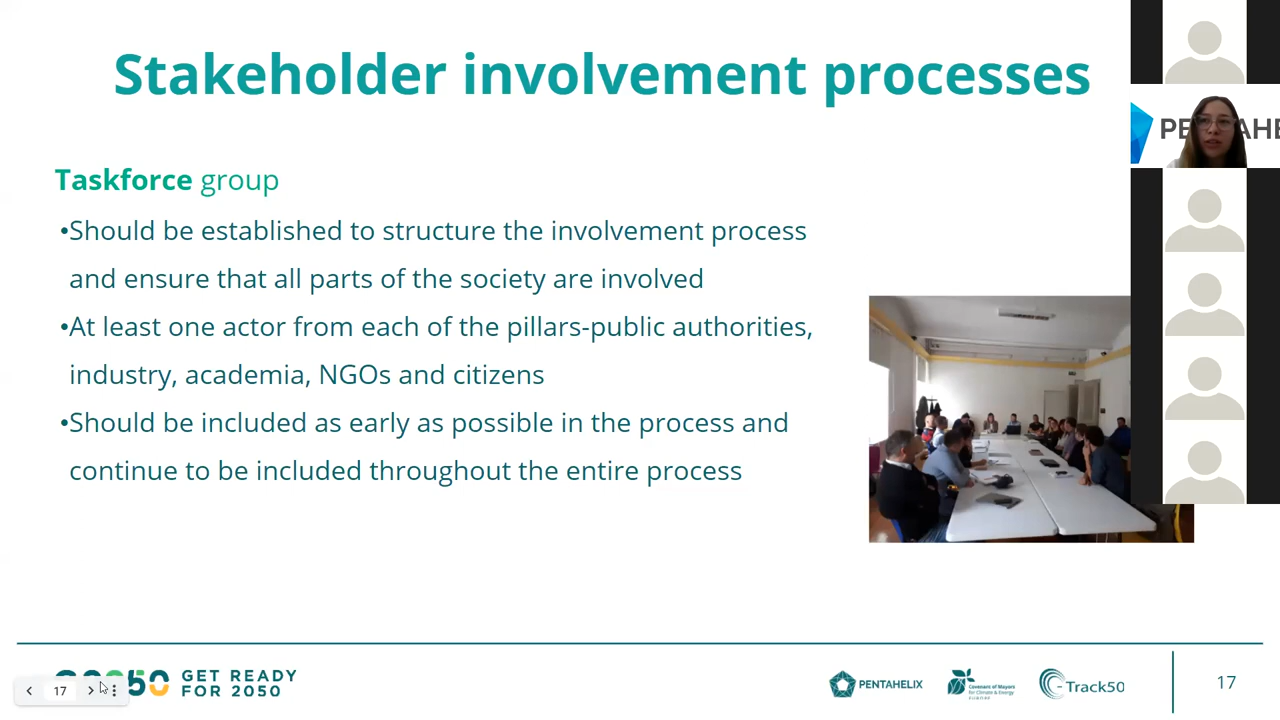 Stakeholder involvement processes
Taskforce group
•Should be established to structure the involvement process
and ensure that all parts of the society are involved
•At least one actor from each of the pillars-public authorities,
industry, academia, NGOs and citizens
•Should be included as early as possible in the process and
continue to be included throughout the entire process
GET READY
FOR 2050
17
PENTAHELIX
Covenant of Mayors
for Climate & Energy
EUROPE
C-Track50
17